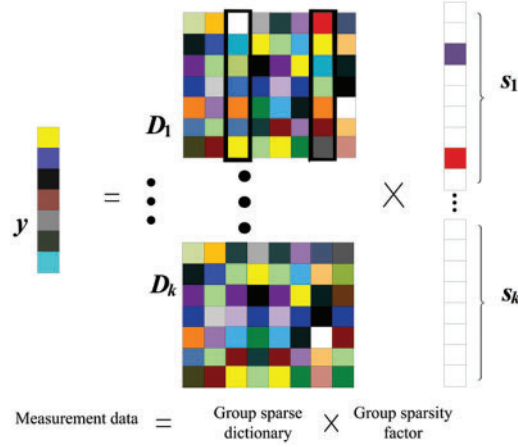 D1
s1
y
=
×
Dk
sk
Measurement data = Group sparse dictionary × Group sparsity factor